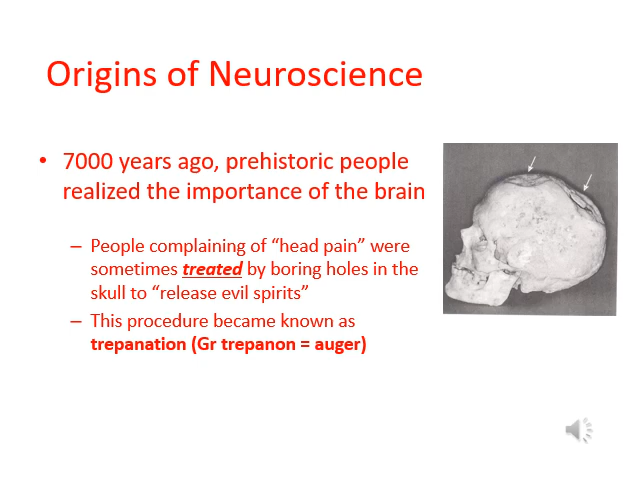 Origins of Neuroscience
• 7000 years ago, prehistoric people
realized the importance of the brain
– People complaining of “head pain” were
sometimes treated by boring holes in the
skull to “release evil spirits”
– This procedure became known as
trepanation (Gr trepanon = auger)